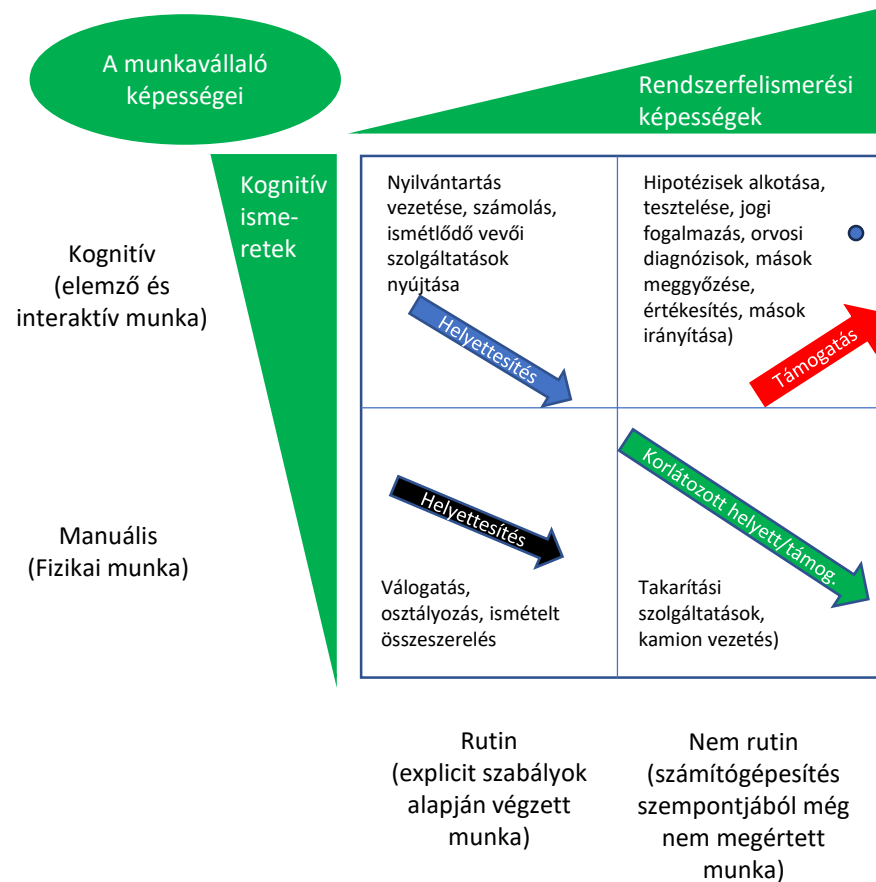 A munkavállaló
képességei
Rendszerfelismerési
képességek
Kognitív
isme-
retek
Kognitív
(elemző és
interaktív munka)
Nyilvántartás
vezetése, számolás,
ismétlődő vevői
szolgáltatások
nyújtása
Helyettesítés
Hipotézisek alkotása,
tesztelése, jogi
fogalmazás, orvosi
diagnózisok, mások
meggyőzése,
értékesítés, mások
irányítása)
Támogatás
Manuális
(Fizikai munka)
Helyettesítés
Válogatás,
osztályozás, ismételt
összeszerelés
Korlátozott helyett/támog.
Takarítási
szolgáltatások,
kamion vezetés)
Rutin
(explicit szabályok
alapján végzett
munka)
Nem rutin
(számítógépesítés
szempontjából még
nem megértett
munka)